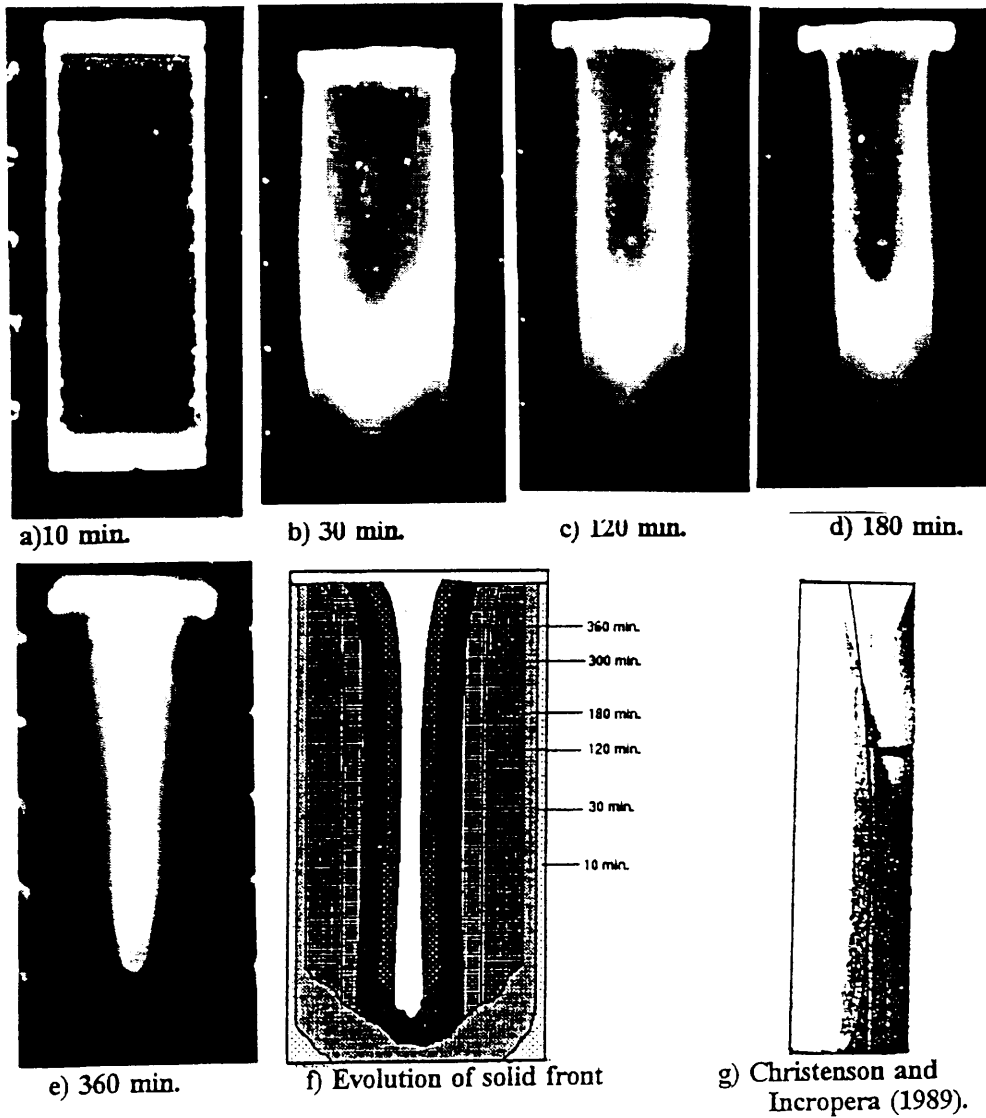 a)10 min.
b) 30 min.
c) 120 min.
d) 180 min.
360 min.
300 min.
180 min.
120 min.
30 min.
10 min.
e) 360 min.
f) Evolution of solid front
g) Christenson and
Incropera (1989).